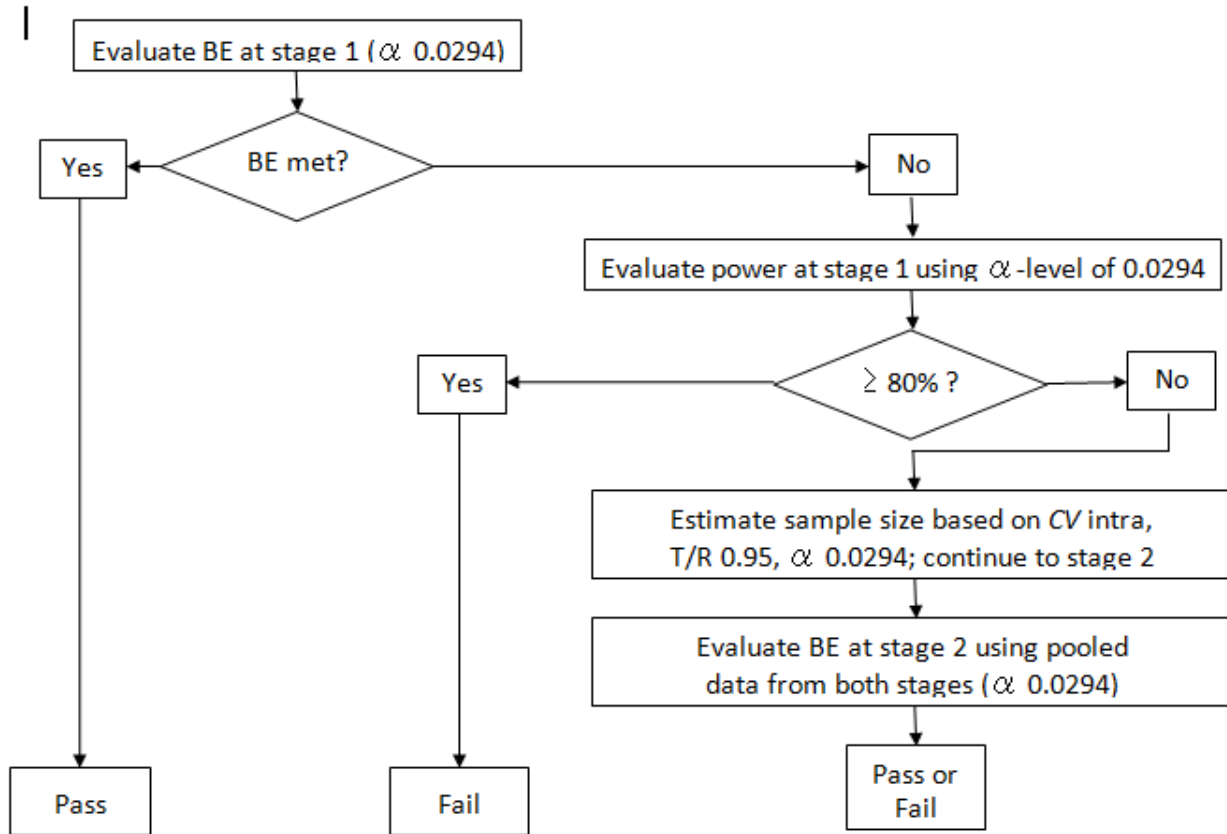 Evaluate BE at stage 1 (α 0.0294)
BE met?
Yes
No
Evaluate power at stage 1 using α-level of 0.0294
≥ 80% ?
Yes
No
Estimate sample size based on CV intra,
T/R 0.95, α 0.0294; continue to stage 2
Evaluate BE at stage 2 using pooled
data from both stages (α 0.0294)
Pass
Fail
Pass or
Fail